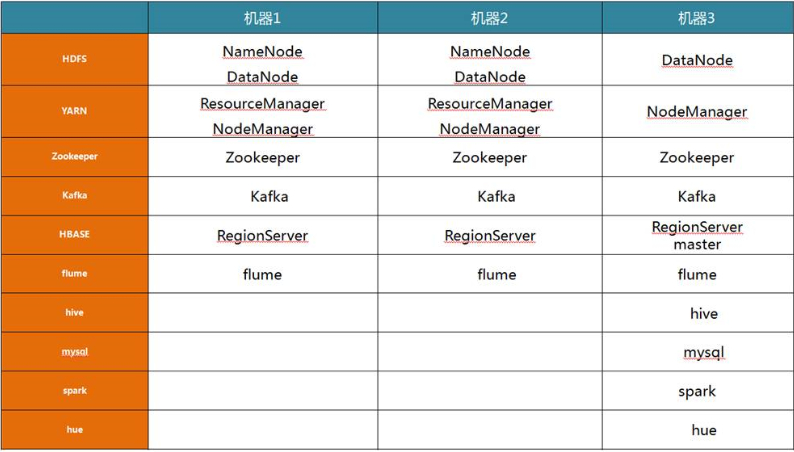 机器1 机器2 机器3
HDFS NameNode NameNode DataNode
DataNode DataNode
YARN ResourceManager ResourceManager NodeManager
NodeManager NodeManager
Zookeeper Zookeeper Zookeeper Zookeeper
Kafka Kafka Kafka Kafka
HBASE RegionServer RegionServer RegionServer
master
flume flume flume flume
hive hive
mysql mysql
spark spark
hue hue